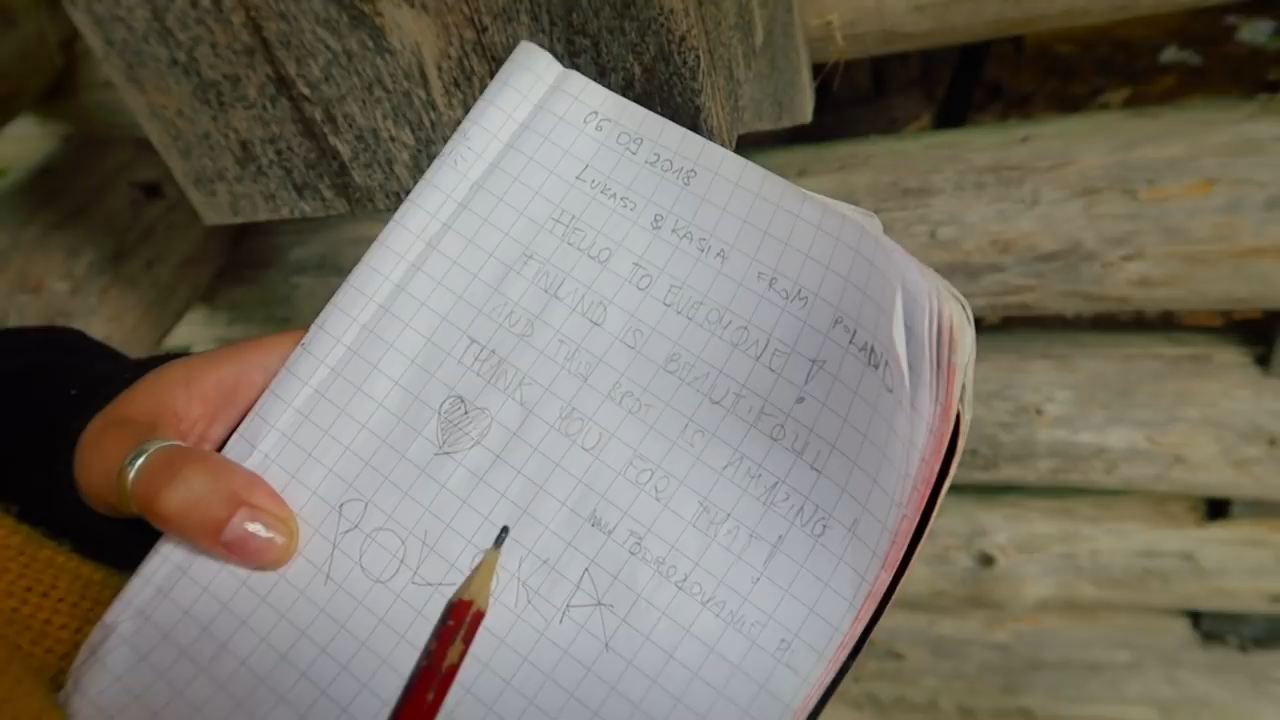 06 09 2018
LUKASZ & KASIA FROM POLAND
HELLO TO EVERYONE!
FINLAND IS BEAUTIFOUL
AND THIS SPOT IS AMAZING!
THANK YOU FOR THAT!
POLSKA